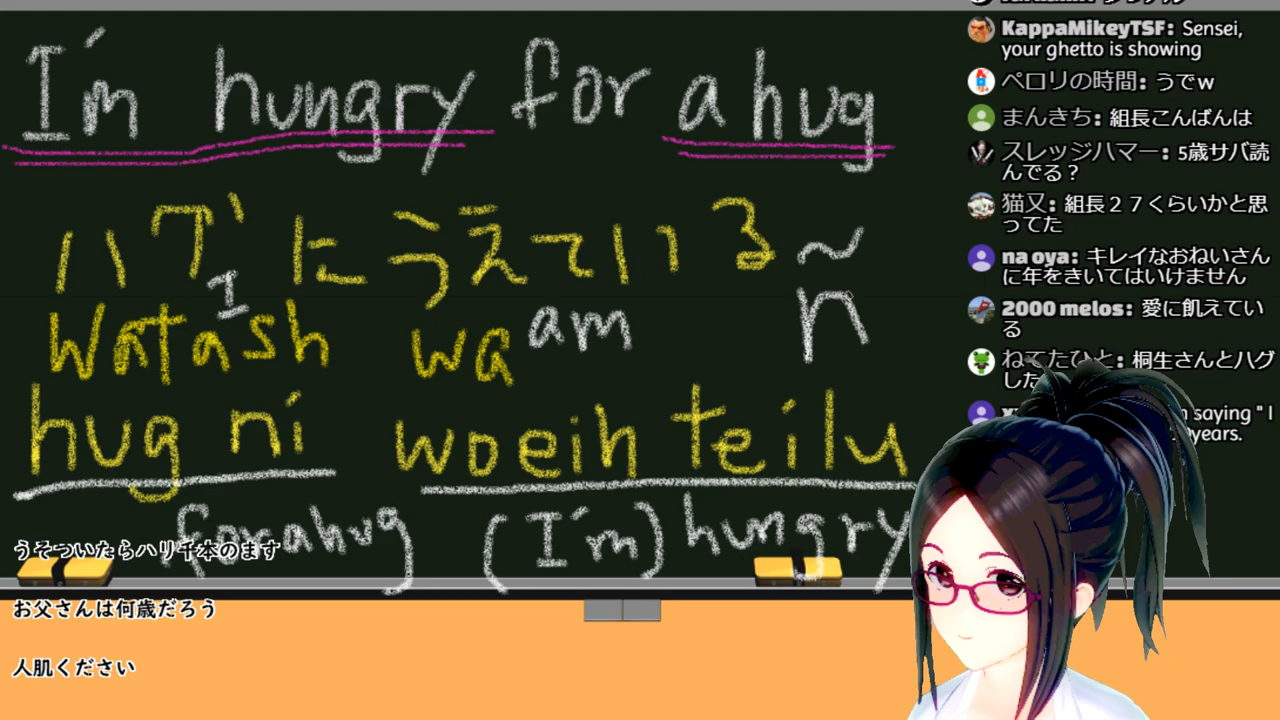 I'm hungry for a hug
ハグにうえている～
I
Watash wa am n
hug ni woeih teilu
for a hug (I'm) hungry
うそついたらハリ千本のます
お父さんは何歳だろう
人肌ください
KappaMikeyTSF: Sensei,
your ghetto is showing
ペロリの時間: うでw
まんきち: 組長こんばんは
スレッジハマー: 5歳サバ読
んでる？
猫又: 組長２７くらいかと思
ってた
na oya: キレイなおねいさん
に年をきいてはいけません
2000 melos: 愛に飢えてい
る
ねてたひと: 桐生さんとハグ
した
saying "I
years.